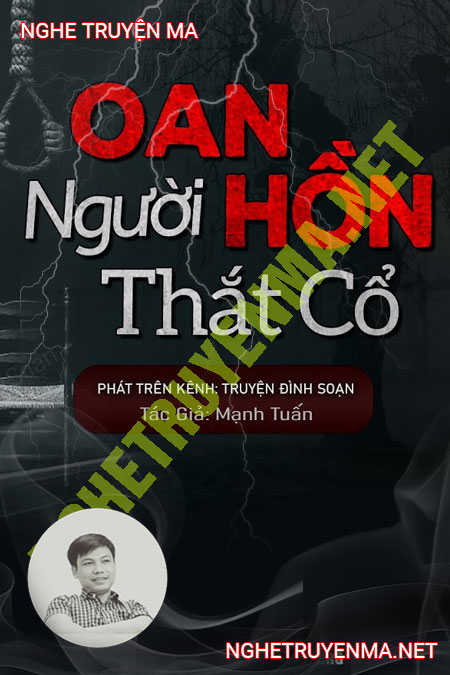 NGHE TRUYỆN MA
OAN
Người HỒN
Thắt Cổ
PHÁT TRÊN KÊNH: TRUYỆN ĐÌNH SOẠN
Tác Giả: Mạnh Tuấn
NGHETRUYENMA.NET
NGHETRUYENMA.NET